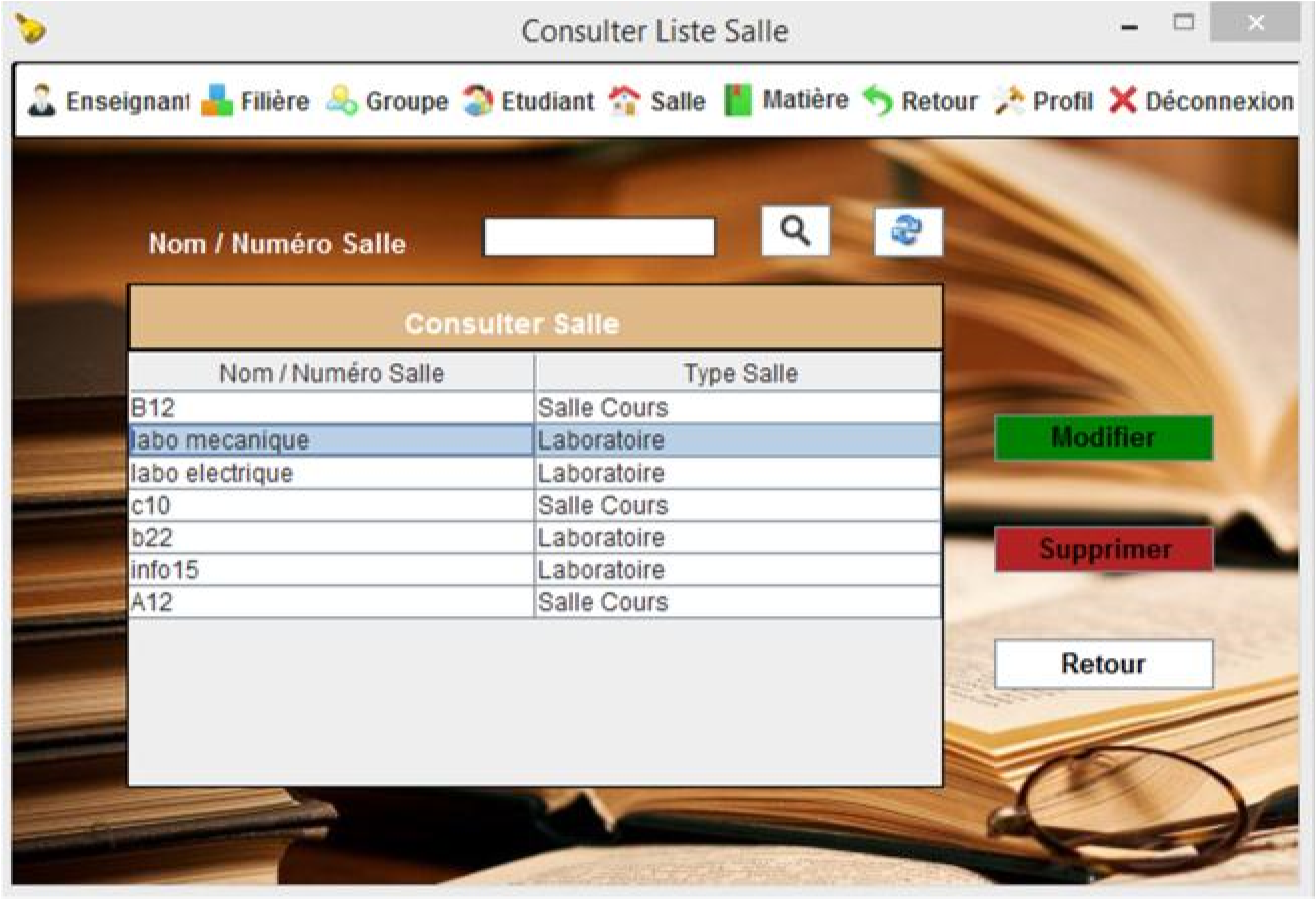 Consulter Liste Salle
Enseignant Filière Groupe Etudiant Salle Matière Retour Profil Déconnexion
Nom / Numéro Salle
Consulter Salle
Nom / Numéro Salle Type Salle
B12 Salle Cours
labo mecanique Laboratoire
labo electrique Laboratoire
c10 Salle Cours
b22 Laboratoire
info15 Laboratoire
A12 Salle Cours
Modifier
Supprimer
Retour